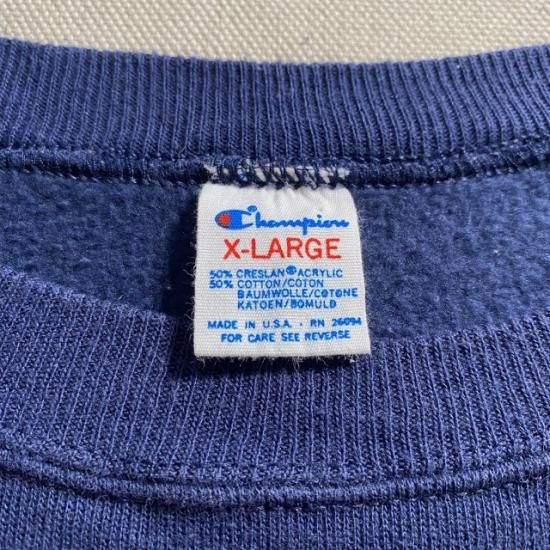 Champion
X-LARGE
50% CRESLAN® ACRYLIC
50% COTTON/COTON
BAUMWOLLE/COTONE
KATOEN/BOMULD
MADE IN U.S.A. · RN 26094
FOR CARE SEE REVERSE